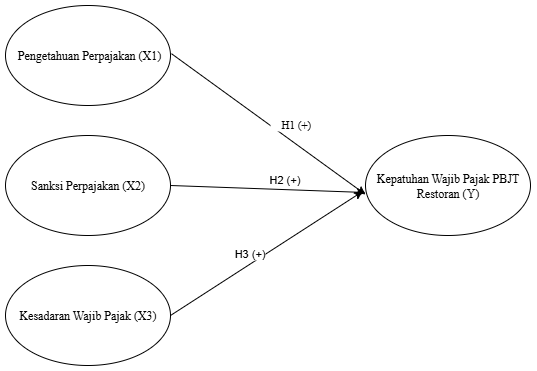 Pengetahuan Perpajakan (X1)
H1 (+)
Sanksi Perpajakan (X2)
H2 (+)
Kepatuhan Wajib Pajak PBJT
Restoran (Y)
H3 (+)
Kesadaran Wajib Pajak (X3)